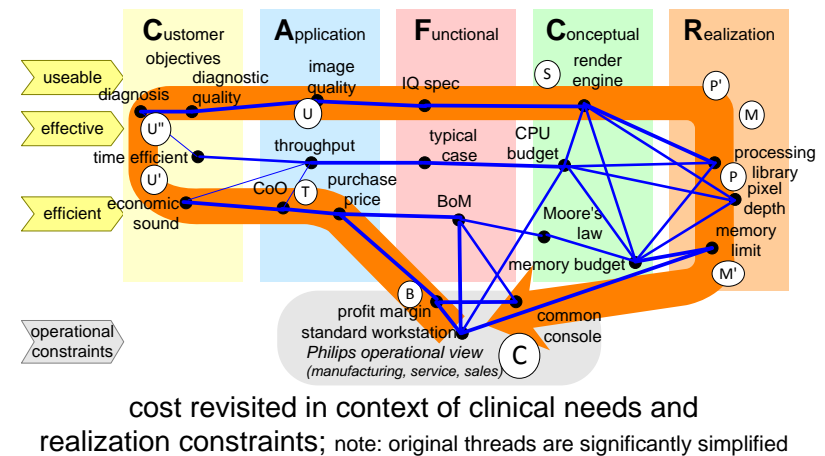 Customer
objectives
Application
Functional
Conceptual
Realization
useable
effective
efficient
operational
constraints
diagnosis
diagnostic
quality
image
quality
IQ spec
render
engine
S
P'
M
U
U"
time efficient
throughput
typical
case
CPU
budget
processing
library
P
pixel
depth
U'
economic
sound
CoO
T
purchase
price
BoM
Moore's
law
memory
limit
memory budget
M'
B
profit margin
standard workstation
common
console
Philips operational view
(manufacturing, service, sales)
C
cost revisited in context of clinical needs and
realization constraints; note: original threads are significantly simplified